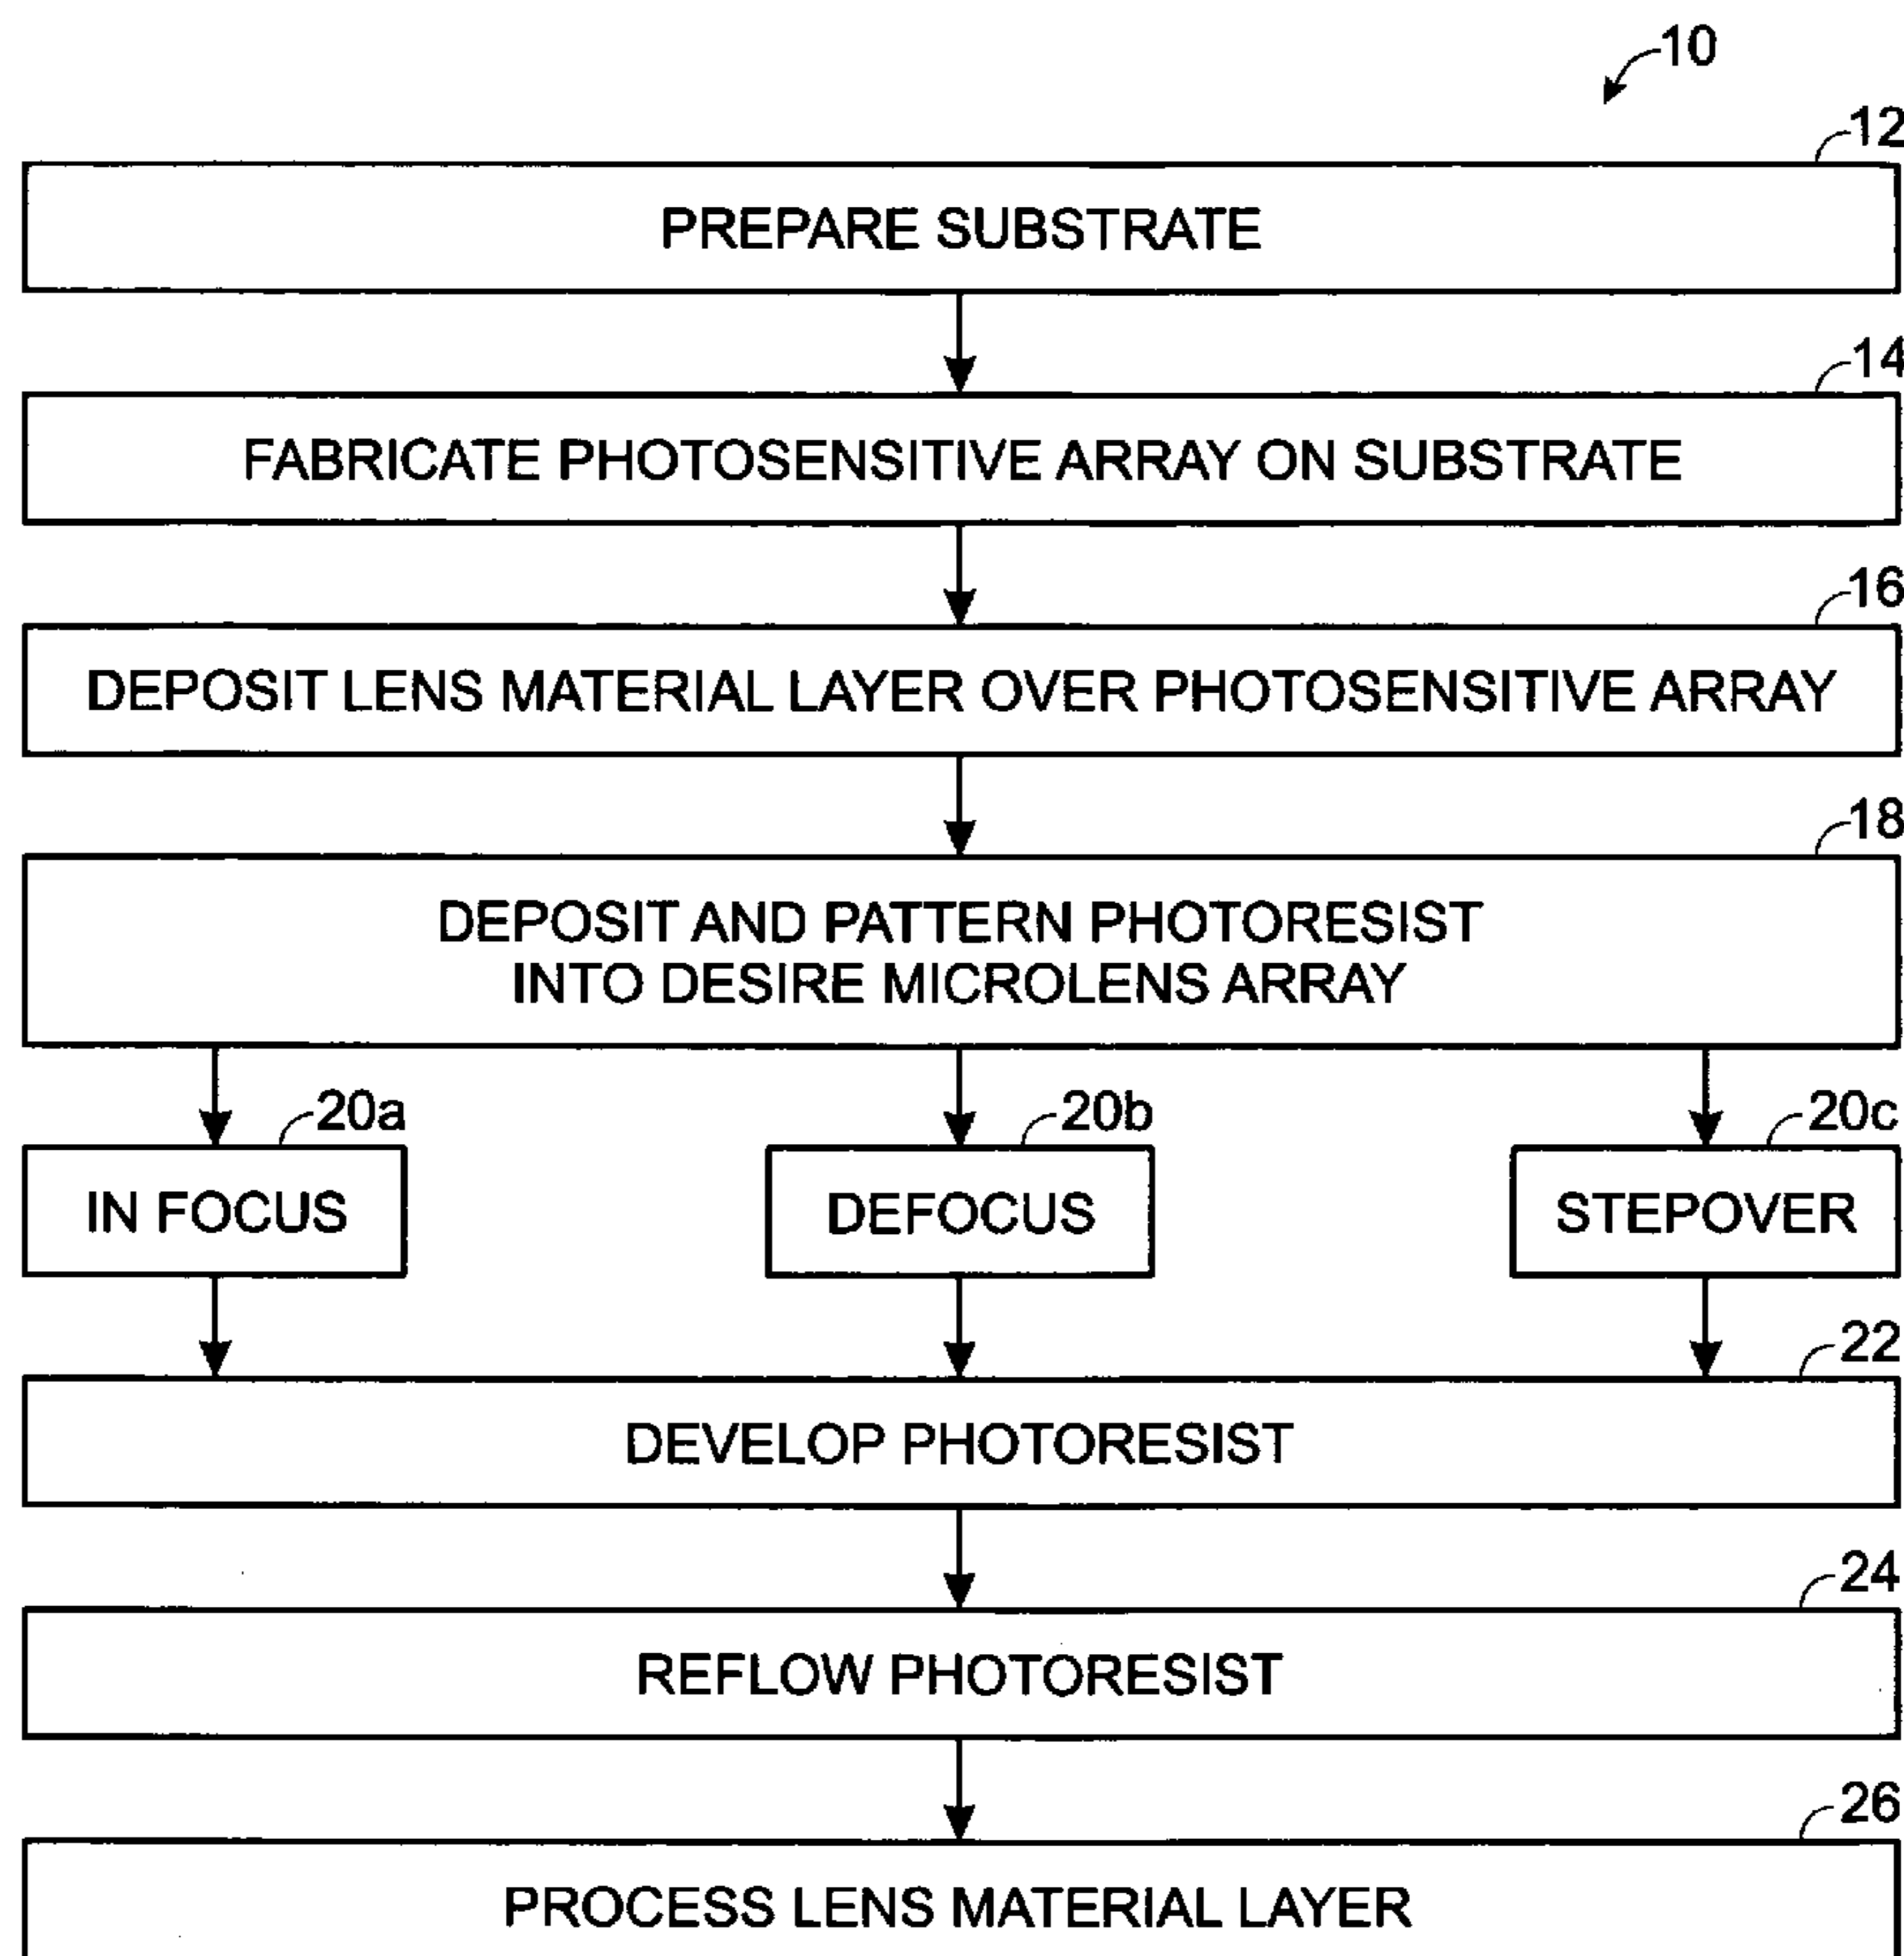 10
12
PREPARE SUBSTRATE
14
FABRICATE PHOTOSENSITIVE ARRAY ON SUBSTRATE
16
DEPOSIT LENS MATERIAL LAYER OVER PHOTOSENSITIVE ARRAY
18
DEPOSIT AND PATTERN PHOTORESIST
INTO DESIRE MICROLENS ARRAY
20a
20b
20c
IN FOCUS
DEFOCUS
STEPOVER
22
DEVELOP PHOTORESIST
24
REFLOW PHOTORESIST
26
PROCESS LENS MATERIAL LAYER